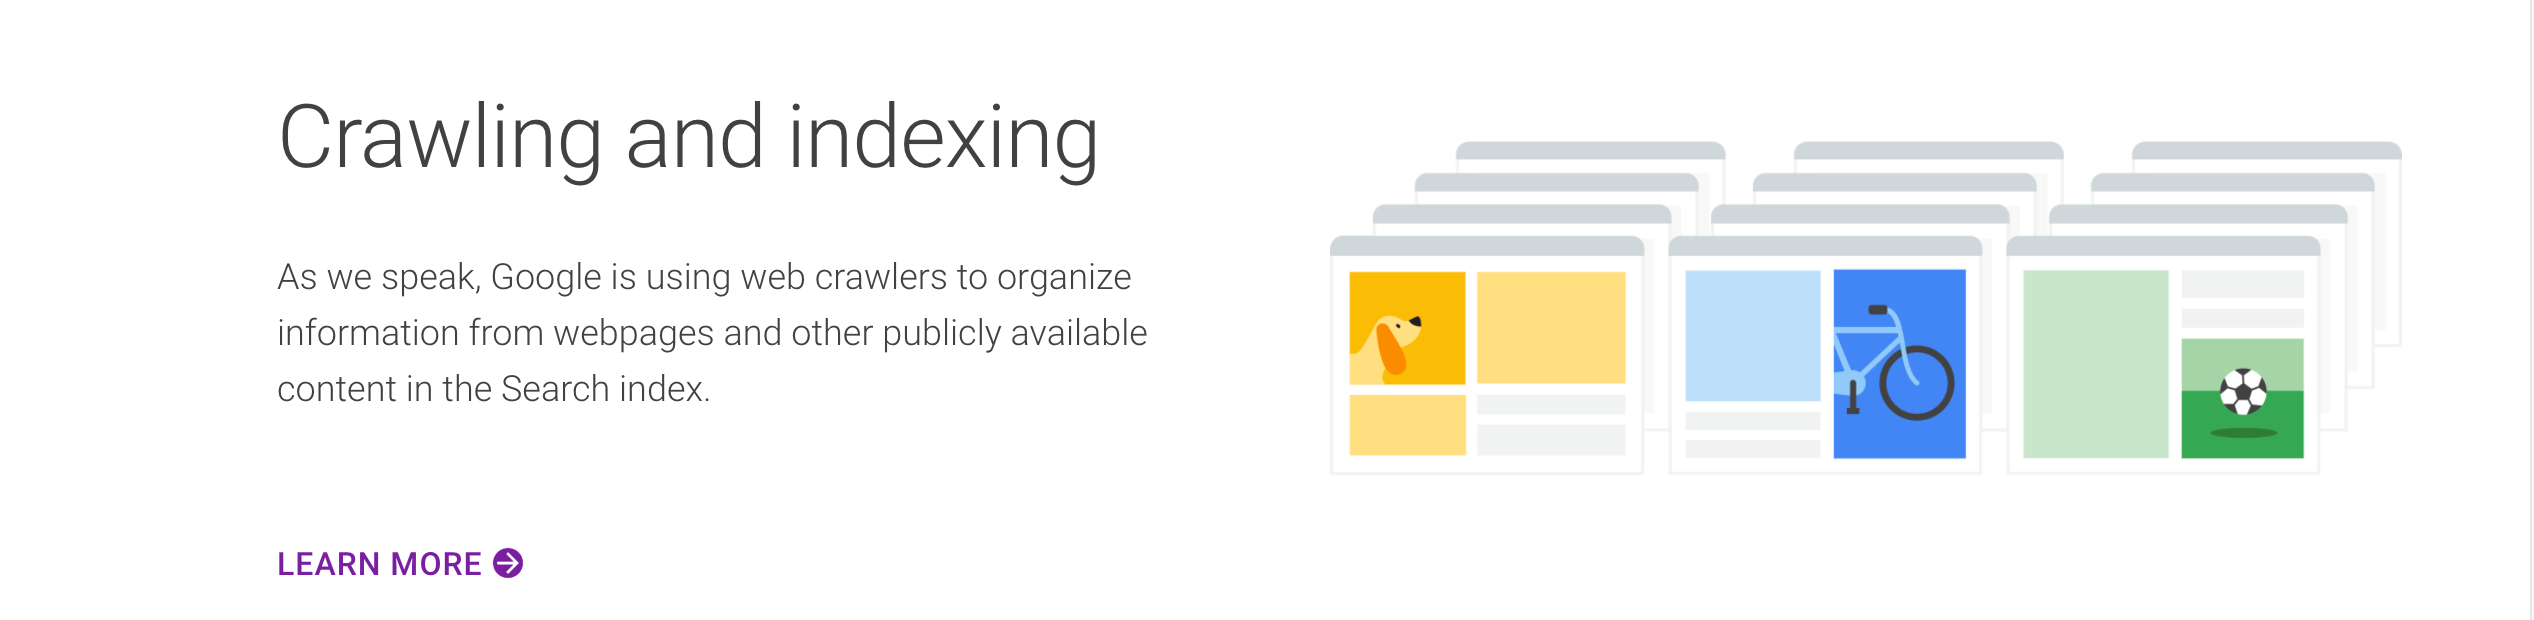 Crawling and indexing
As we speak, Google is using web crawlers to organize
information from webpages and other publicly available
content in the Search index.
LEARN MORE